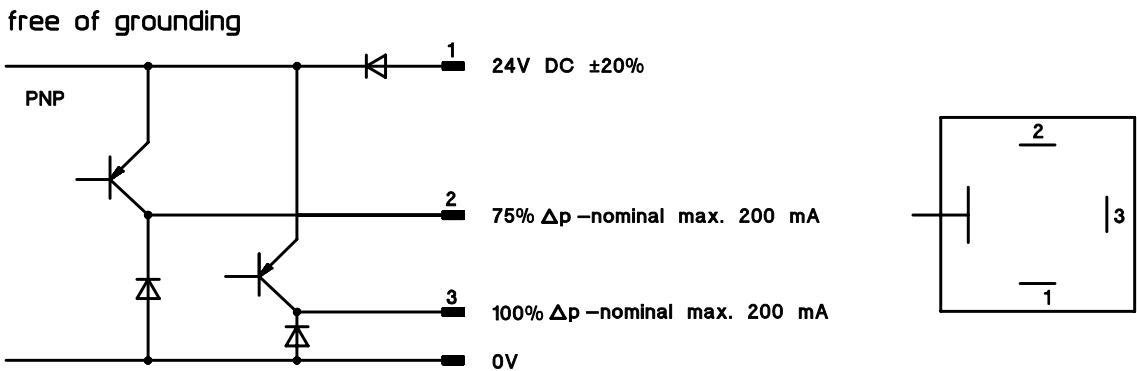 free of grounding
1
24V DC ±20%
PNP
2
75% Δp –nominal max. 200 mA
3
100% Δp –nominal max. 200 mA
0V
2
3
1